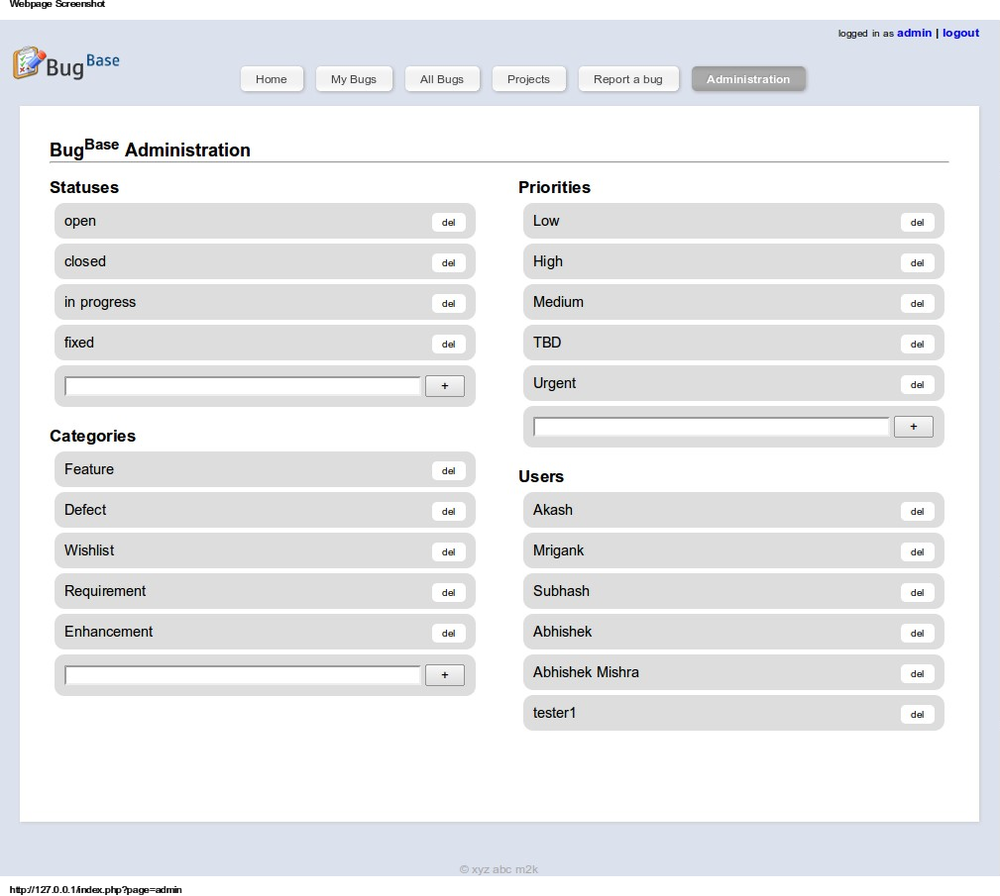 Webpage Screenshot
logged in as admin | logout
BugBase
Home
My Bugs
All Bugs
Projects
Report a bug
Administration
BugBase Administration
Statuses
open del
closed del
in progress del
fixed del
+
Categories
Feature del
Defect del
Wishlist del
Requirement del
Enhancement del
+
Priorities
Low del
High del
Medium del
TBD del
Urgent del
+
Users
Akash del
Mrigank del
Subhash del
Abhishek del
Abhishek Mishra del
tester1 del
© xyz abc m2k
http://127.0.0.1/index.php?page=admin